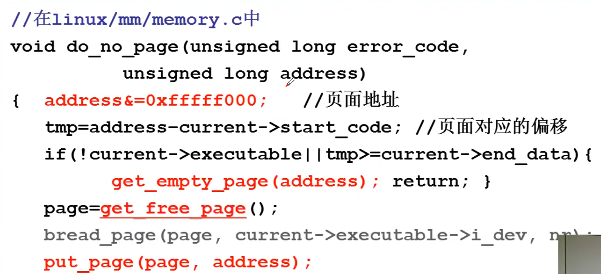 //在linux/mm/memory.c中
void do_no_page(unsigned long error_code,
unsigned long address)
{ address&=0xfffff000; //页面地址
tmp=address-current->start_code; //页面对应的偏移
if(!current->executable||tmp>=current->end_data){
get_empty_page(address); return; }
page=get_free_page();
bread_page(page, current->executable->i_dev, nr);
put_page(page, address);